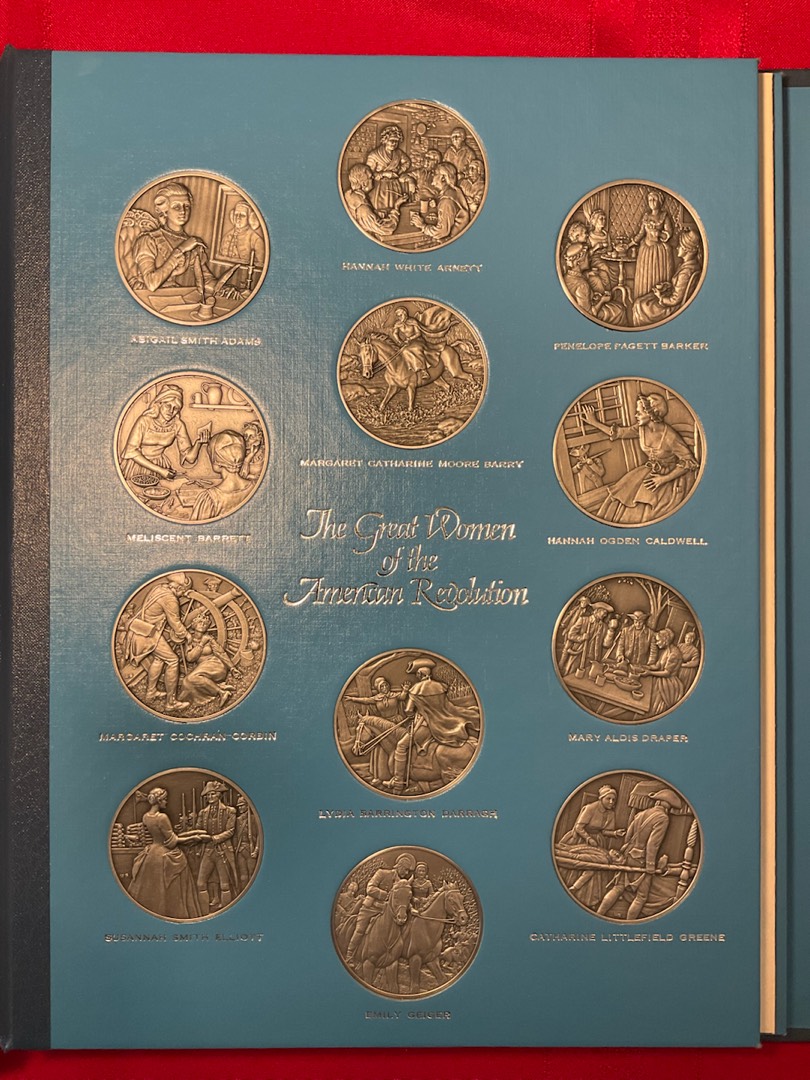 HANNAH WHITE ARNETT
ABIGAIL SMITH ADAMS
PENELOPE PAGETT BARKER
MARGARET CATHARINE MOORE BARRY
MELISCENT BARRETT
HANNAH OGDEN CALDWELL
The Great Women
of the
American Revolution
MARGARET COCHRAN CORBIN
MARY ALDIS DRAPER
LYDIA BARRINGTON DARRAGH
SUSANNAH SMITH ELLIOTT
CATHARINE LITTLEFIELD GREENE
EMILY GEIGER